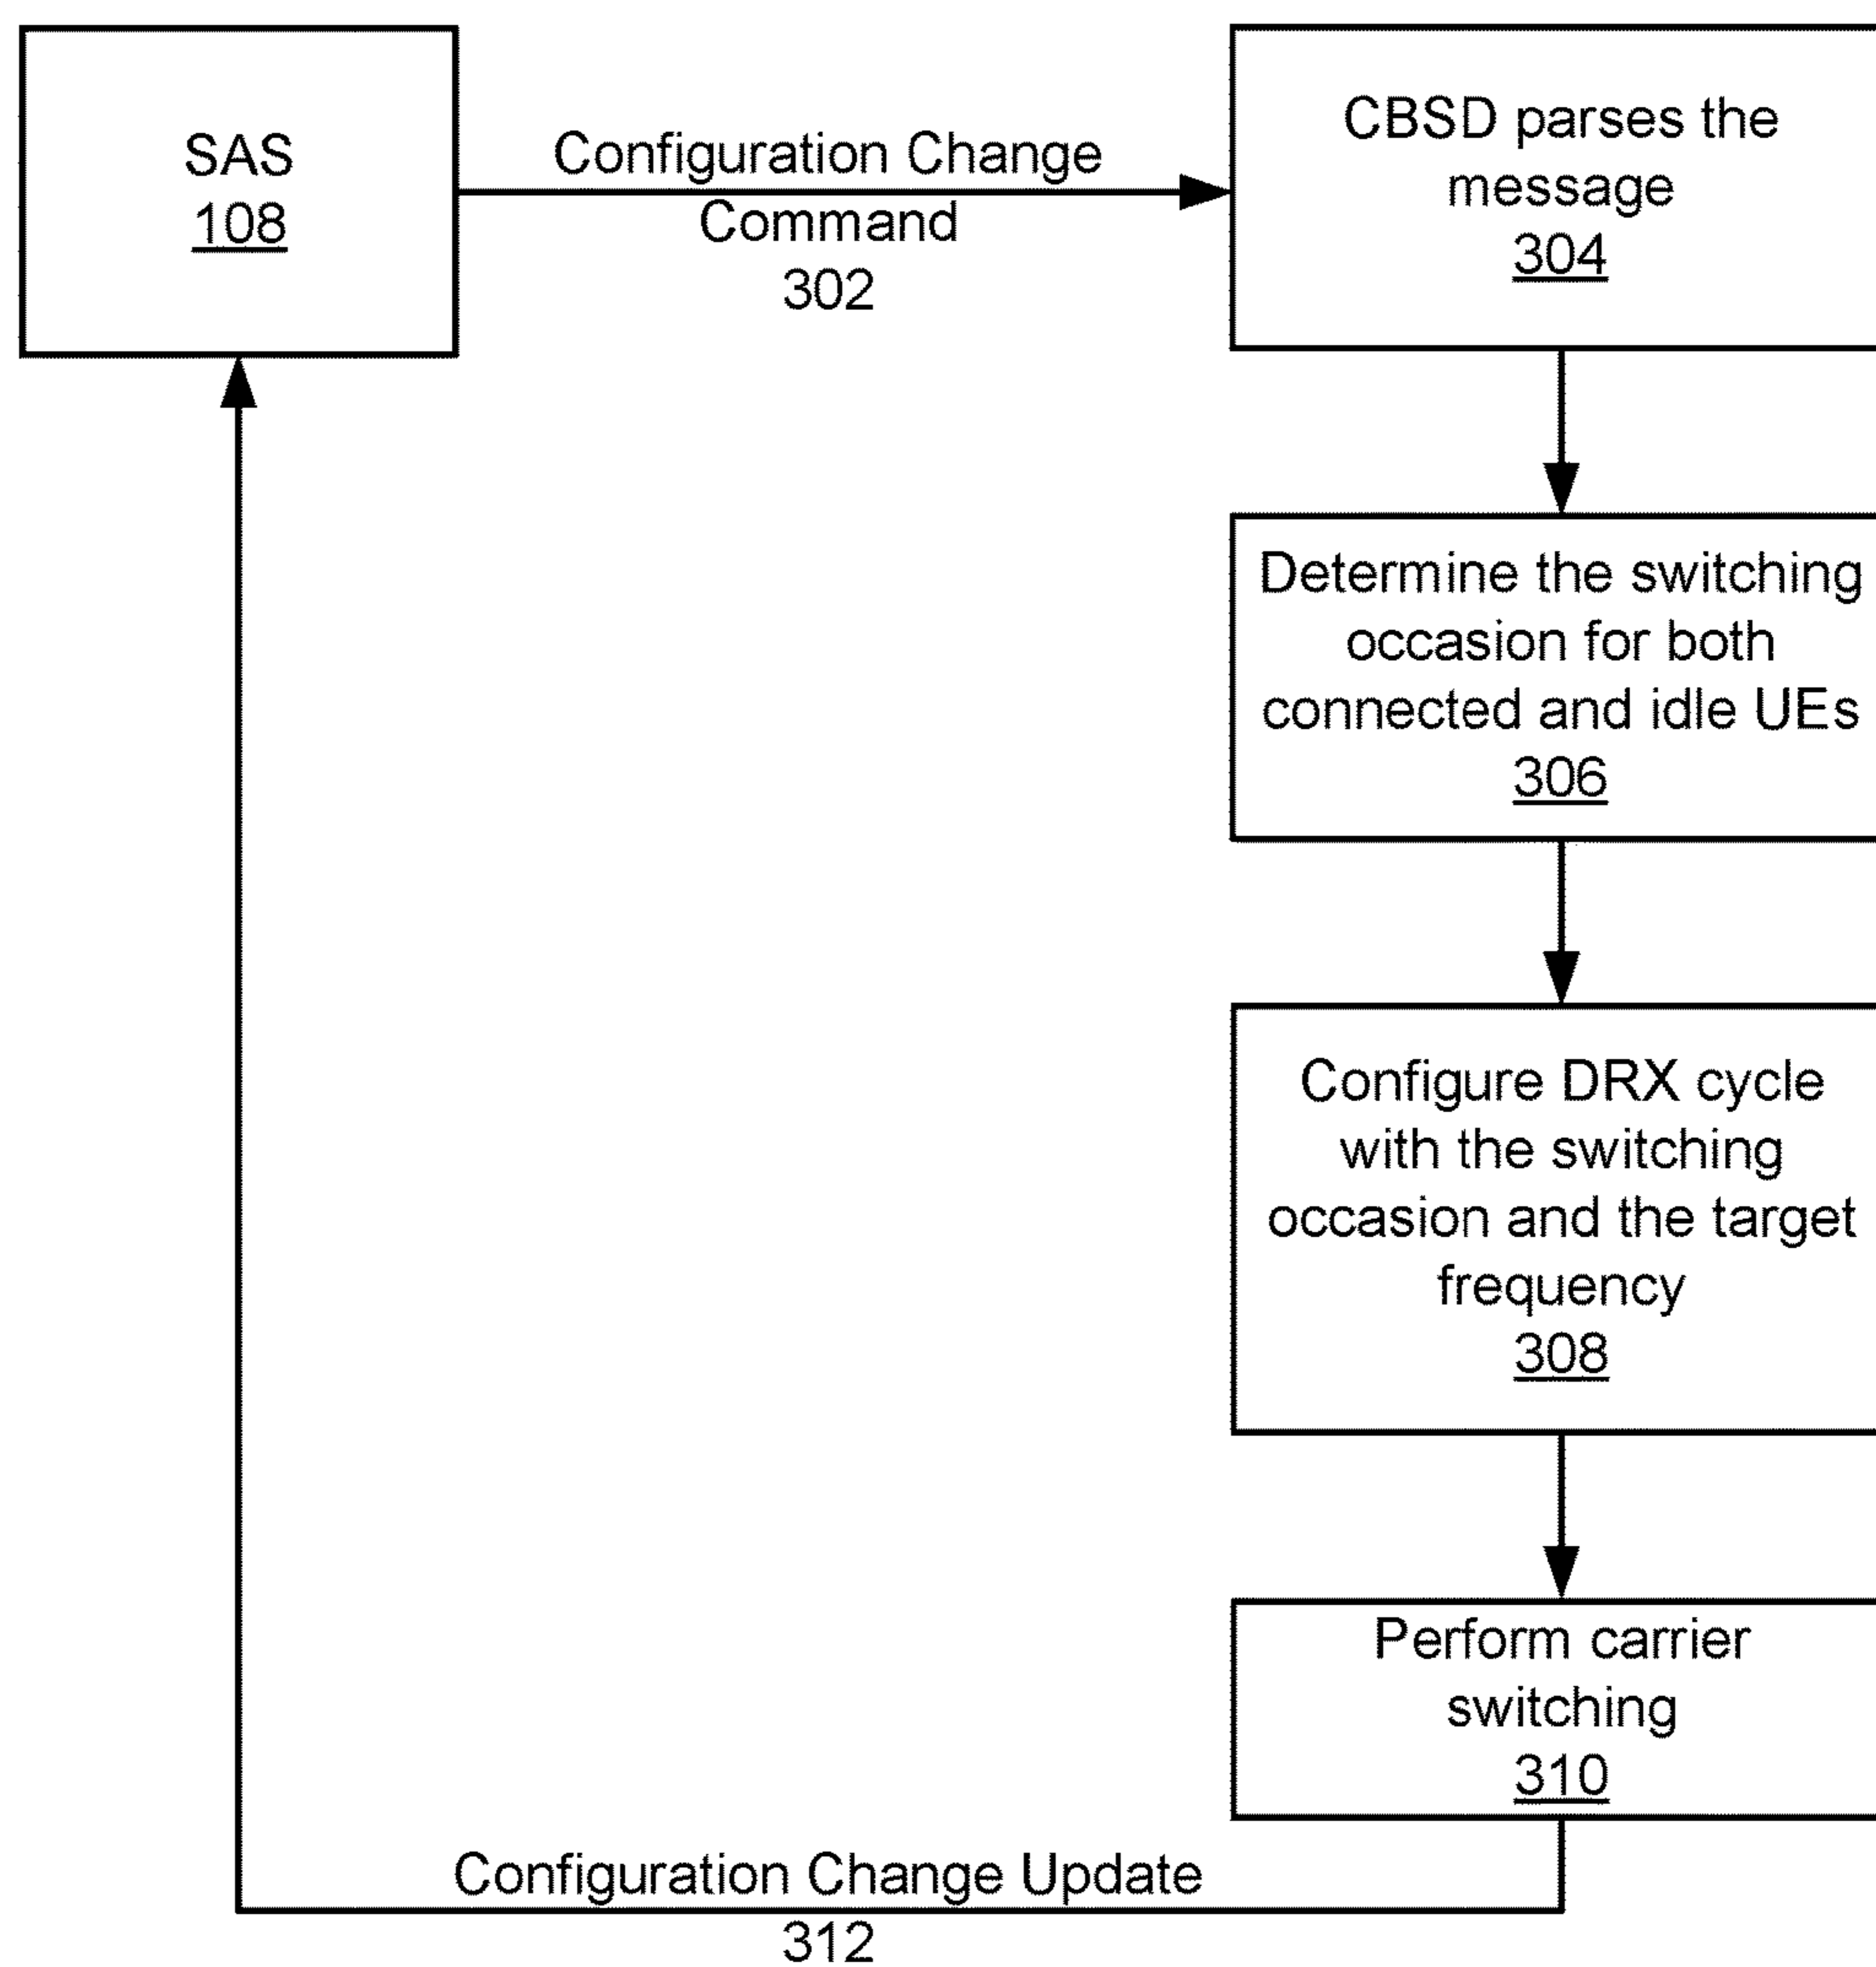 SAS
108
Configuration Change
Command
302
CBSD parses the
message
304
Determine the switching
occasion for both
connected and idle UEs
306
Configure DRX cycle
with the switching
occasion and the target
frequency
308
Perform carrier
switching
310
Configuration Change Update
312